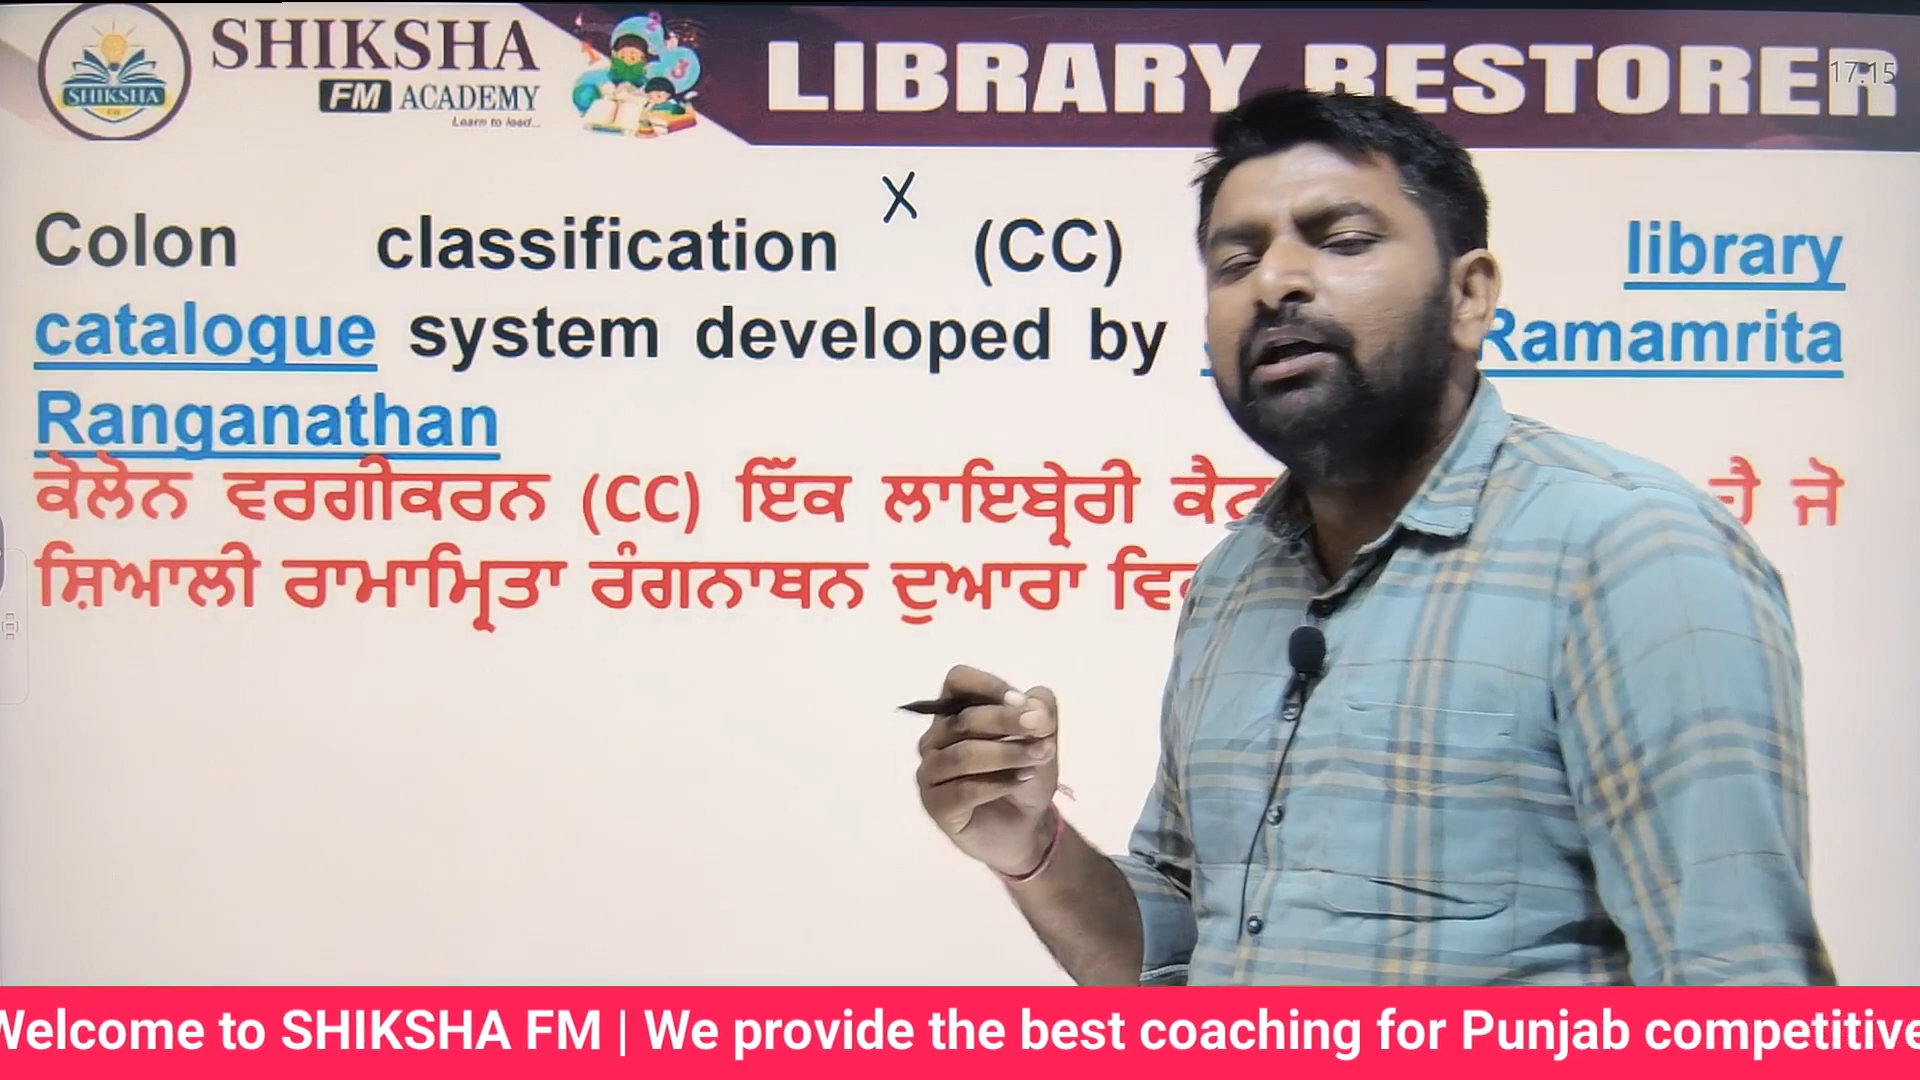 SHIKSHA
FM ACADEMY
Learn to lead...
SHIKSHA
LIBRARY RESTORER
17:15
X
Colon classification (CC) library
catalogue system developed by Ramamrita
Ranganathan
ਕੋਲੋਨ ਵਰਗੀਕਰਨ (CC) ਇੱਕ ਲਾਇਬ੍ਰੇਰੀ ਹੈ ਜੋ
ਸ਼ਿਆਲੀ ਰਾਮਾਮ੍ਰਿਤਾ ਰੰਗਨਾਥਨ ਦੁਆਰਾ
Welcome to SHIKSHA FM | We provide the best coaching for Punjab competitive